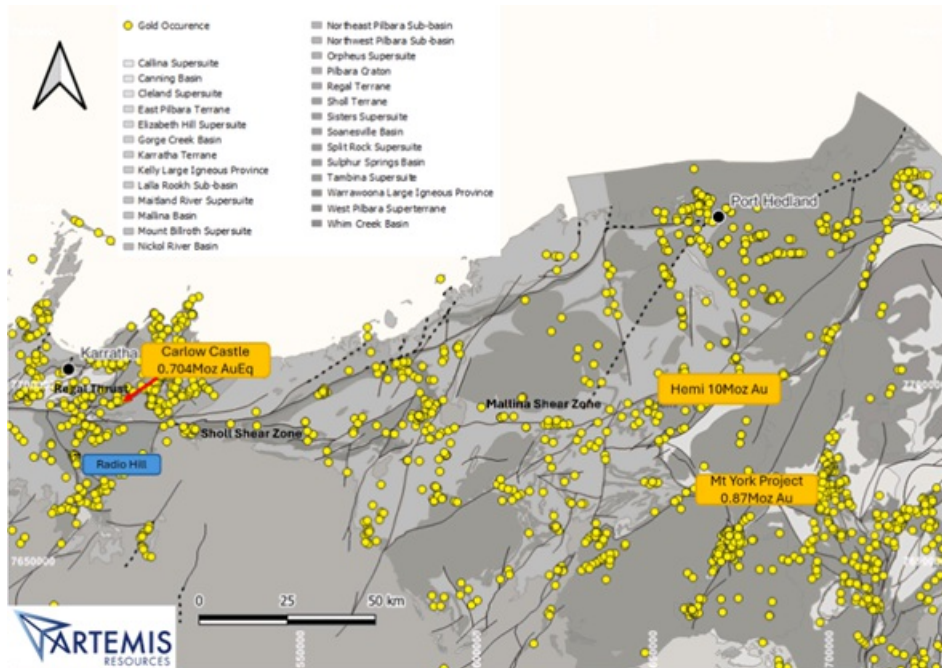 Gold Occurence
Callina Supersuite
Canning Basin
Cleland Supersuite
East Pilbara Terrane
Elizabeth Hill Supersuite
Gorge Creek Basin
Karratha Terrane
Kelly Large Igneous Province
Lalla Rookh Sub-basin
Maitland River Supersuite
Mallina Basin
Mount Billroth Supersuite
Nickol River Basin
Northeast Pilbara Sub-basin
Northwest Pilbara Sub-basin
Orpheus Supersuite
Pilbara Craton
Regal Terrane
Sholl Terrane
Sisters Supersuite
Soanesville Basin
Split Rock Supersuite
Sulphur Springs Basin
Tambina Supersuite
Warrawoona Large Igneous Province
West Pilbara Superterrane
Whim Creek Basin
Port Hedland
Karratha
Carlow Castle
0.704Moz AuEq
Regal Thrust
Hemi 10Moz Au
Mallina Shear Zone
Sholl Shear Zone
Radio Hill
Mt York Project
0.87Moz Au
7650000
0 25 50 km
ARTEMIS
RESOURCES